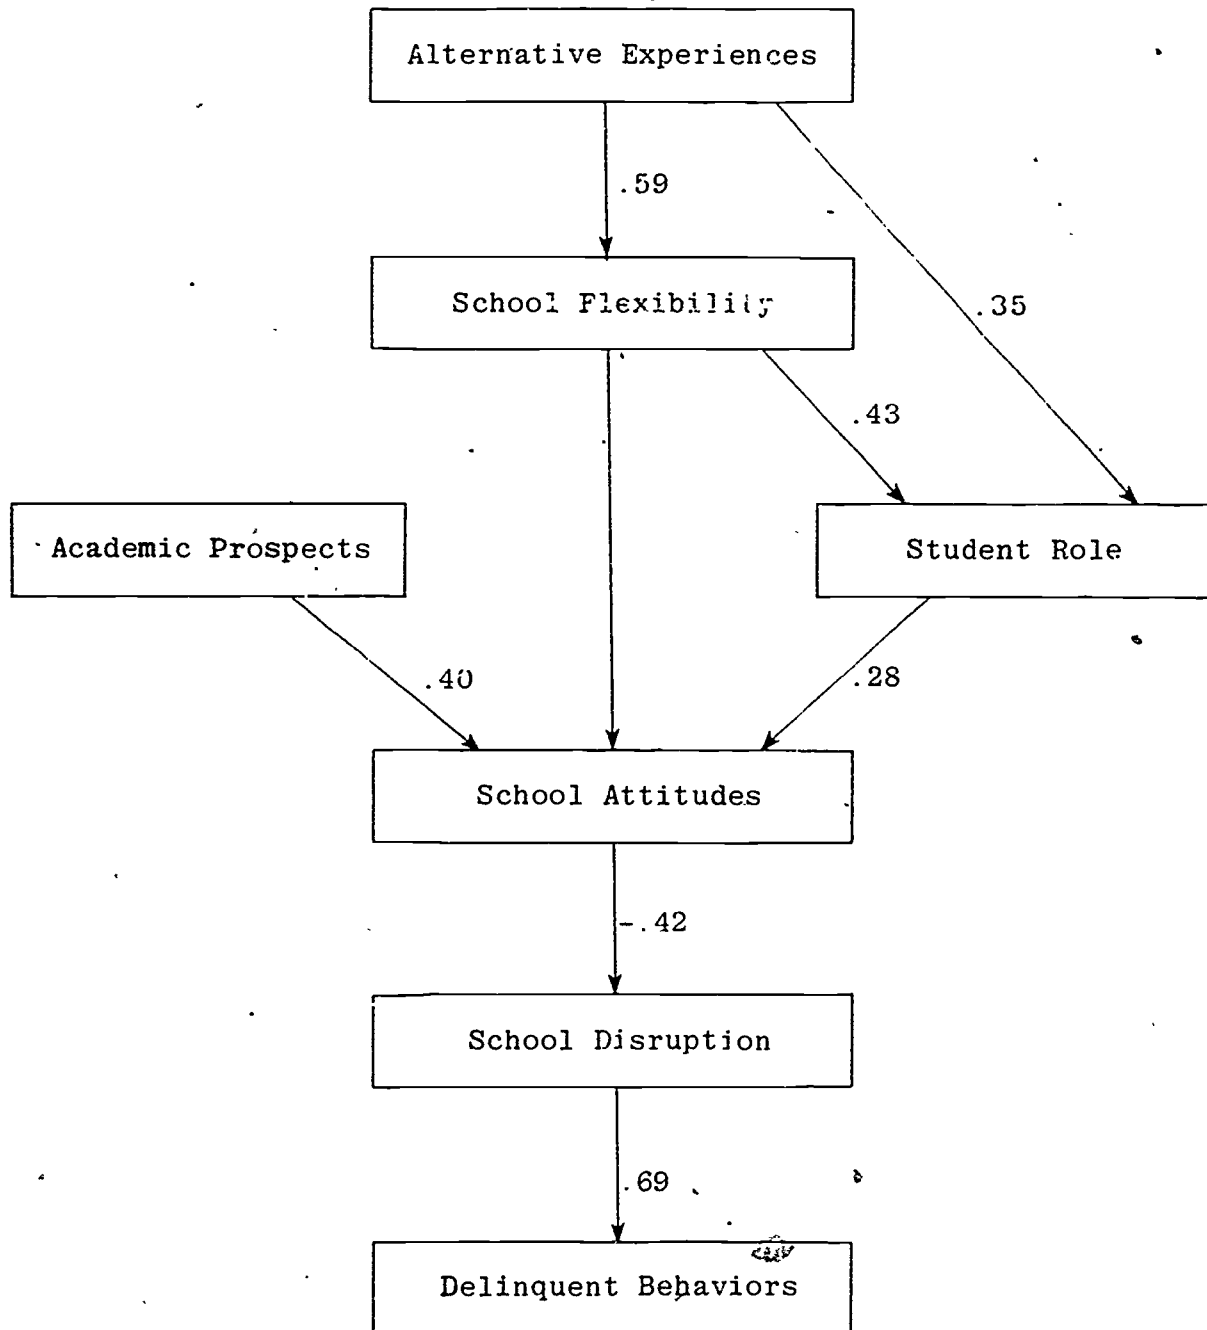 Alternative Experiences
.59
School Flexibility
.35
.43
Academic Prospects
Student Role
.40
.28
School Attitudes
-.42
School Disruption
.69
Delinquent Behaviors